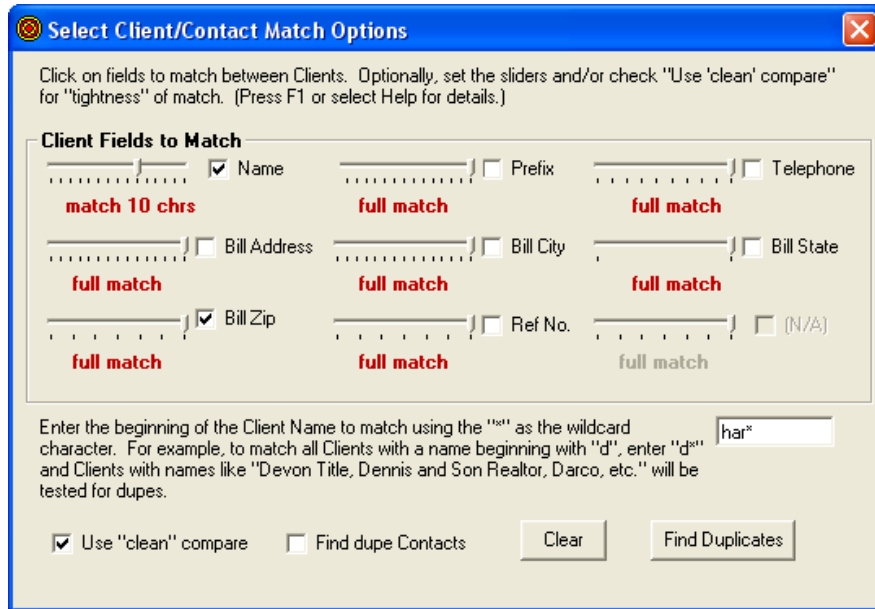 Select Client/Contact Match Options
Click on fields to match between Clients.  Optionally, set the sliders and/or check "Use 'clean' compare"
for "tightness" of match.  (Press F1 or select Help for details.)
Client Fields to Match
Name Prefix Telephone
match 10 chrs full match full match
Bill Address Bill City Bill State
full match full match full match
Bill Zip Ref No. (N/A)
full match full match full match
Enter the beginning of the Client Name to match using the "*" as the wildcard
character.  For example, to match all Clients with a name beginning with "d", enter "d*"
and Clients with names like "Devon Title, Dennis and Son Realtor, Darco, etc." will be
tested for dupes.
har*
Use "clean" compare Find dupe Contacts Clear Find Duplicates